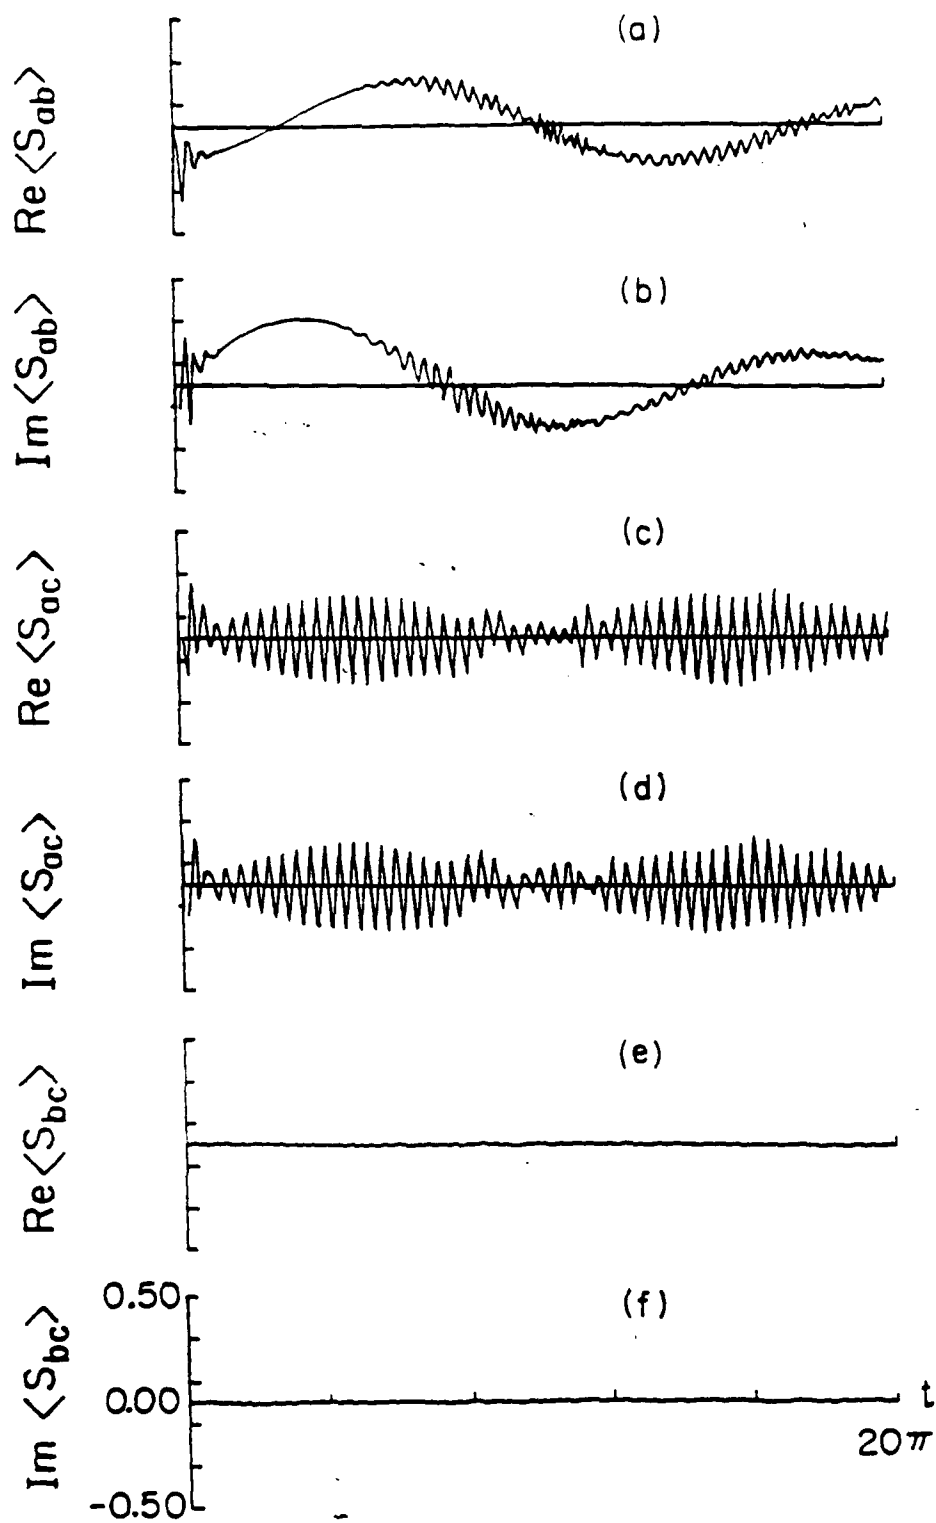 (a)
Re <S_ab>
(b)
Im <S_ab>
(c)
Re <S_ac>
(d)
Im <S_ac>
(e)
Re <S_bc>
(f)
Im <S_bc>
0.50
0.00
-0.50
t
20π